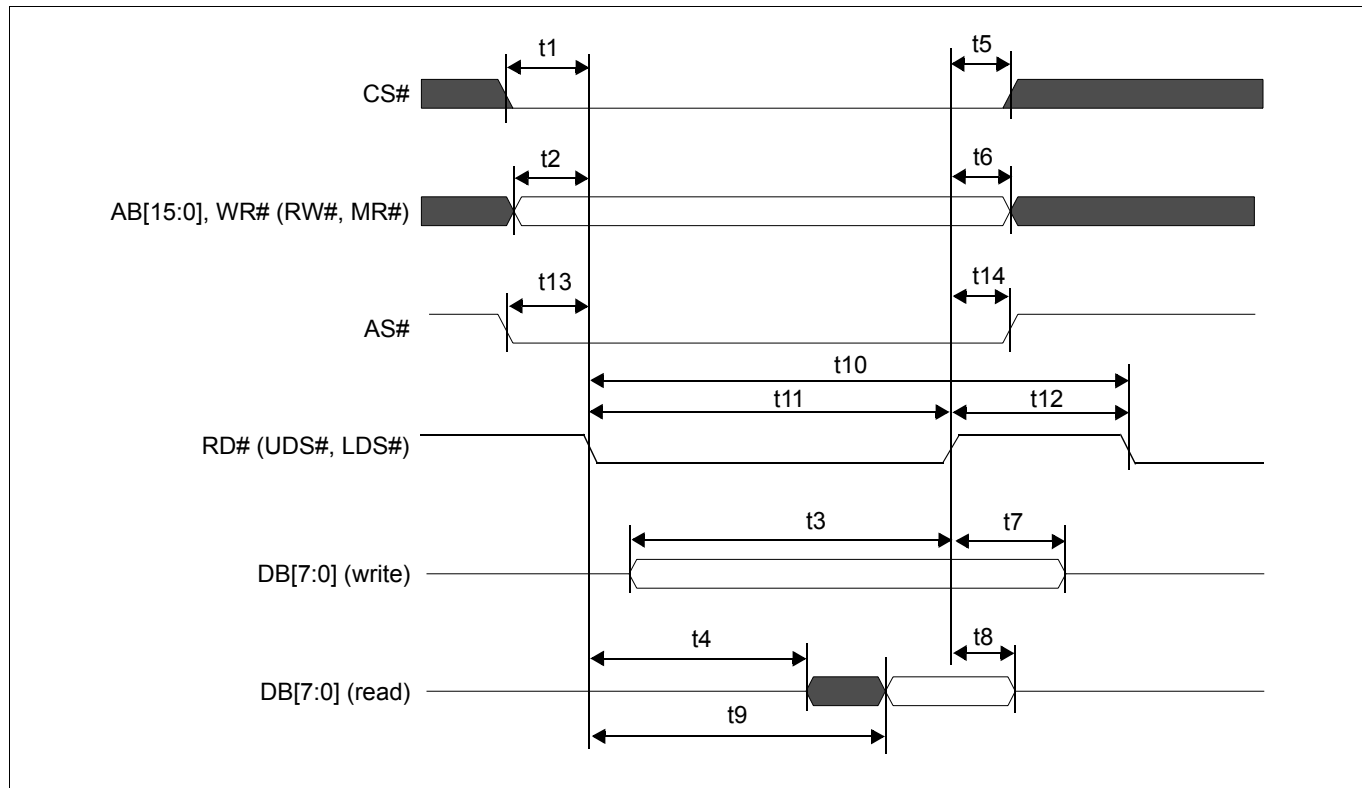 t1
t5
CS#
t2
t6
AB[15:0], WR# (RW#, MR#)
t13
t14
AS#
t10
t11
t12
RD# (UDS#, LDS#)
t3
t7
DB[7:0] (write)
t4
t8
DB[7:0] (read)
t9